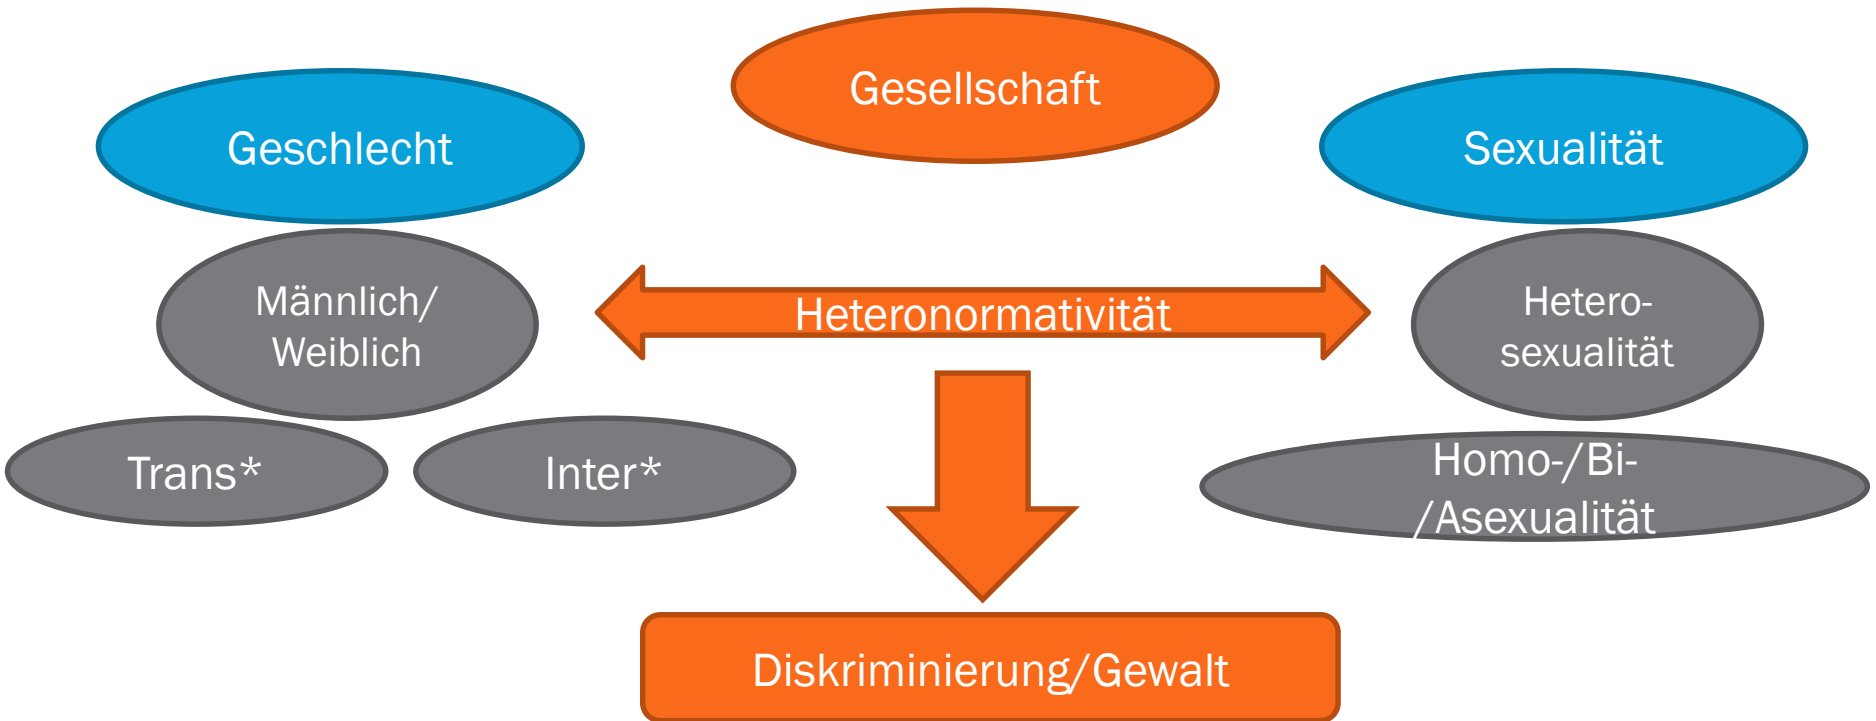 Gesellschaft
Geschlecht
Sexualität
Männlich/
Weiblich
Heteronormativität
Hetero-
sexualität
Trans*
Inter*
Homo-/Bi-
/Asexualität
Diskriminierung/Gewalt